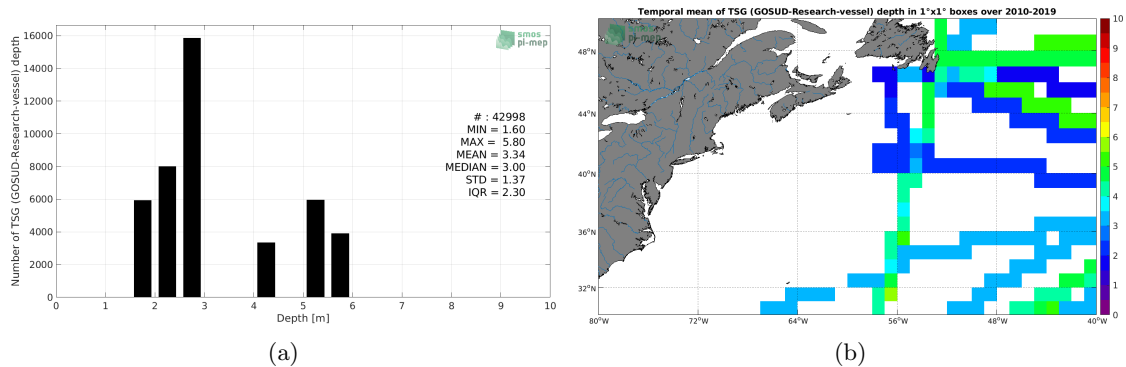 16000
14000
12000
10000
8000
6000
4000
2000
0
Number of TSG (GOSUD-Research-vessel) depth
smos
pi-mep
# : 42998
MIN = 1.60
MAX = 5.80
MEAN = 3.34
MEDIAN = 3.00
STD = 1.37
IQR = 2.30
0 1 2 3 4 5 6 7 8 9 10
Depth [m]
(a)
Temporal mean of TSG (GOSUD-Research-vessel) depth in 1°x1° boxes over 2010-2019
smos
pi-mep
48°N
44°N
40°N
36°N
32°N
80°W 72°W 64°W 56°W 48°W 40°W
10
9
8
7
6
5
4
3
2
1
0
(b)